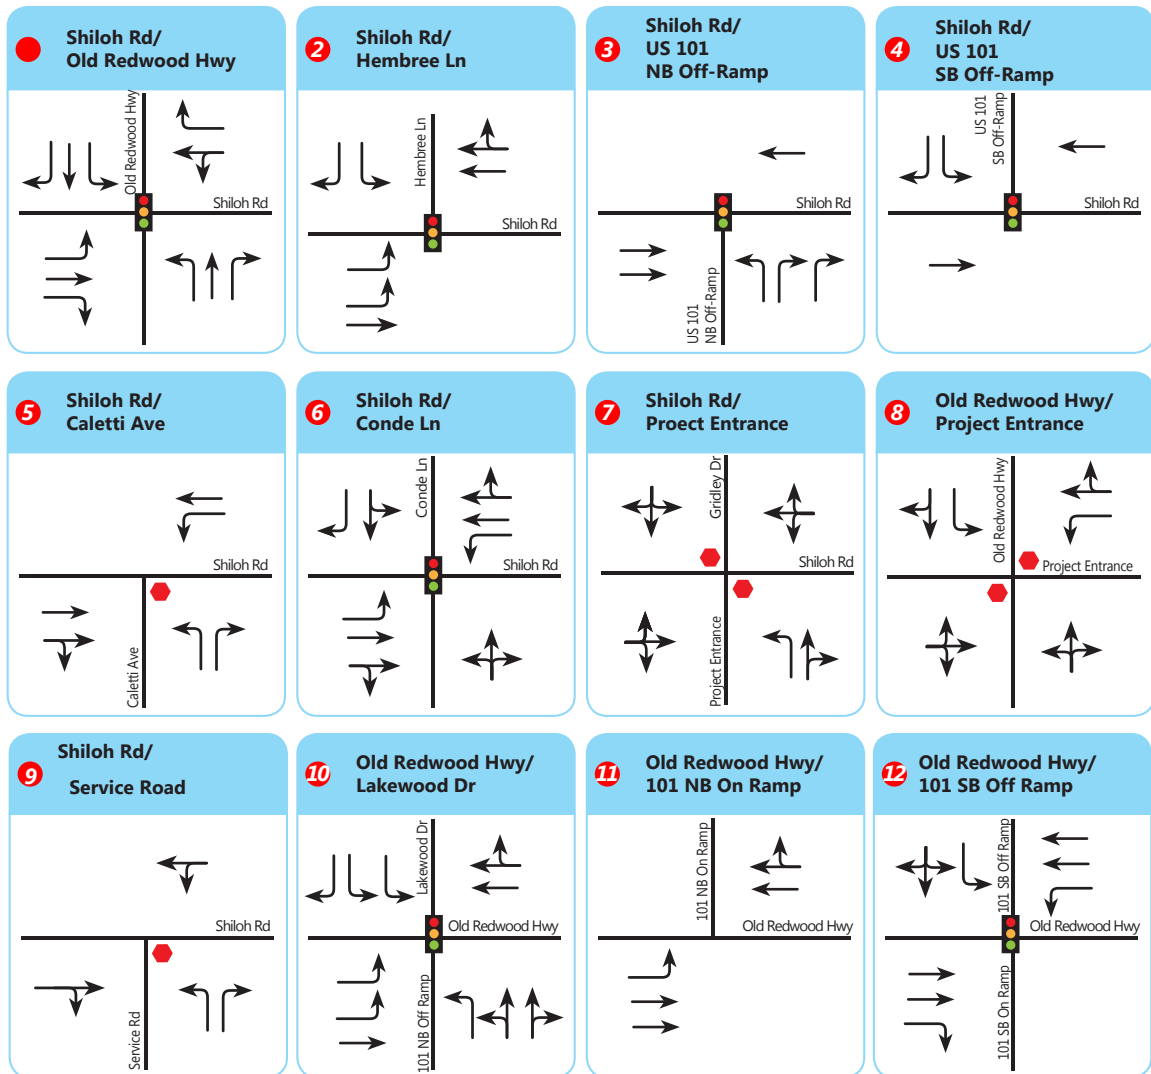 Shiloh Rd/
Old Redwood Hwy
Old Redwood Hwy
Shiloh Rd
2
Shiloh Rd/
Hembree Ln
Hembree Ln
Shiloh Rd
3
Shiloh Rd/
US 101
NB Off-Ramp
Shiloh Rd
US 101
NB Off-Ramp
4
Shiloh Rd/
US 101
SB Off-Ramp
US 101
SB Off-Ramp
Shiloh Rd
5
Shiloh Rd/
Caletti Ave
Shiloh Rd
Caletti Ave
6
Shiloh Rd/
Conde Ln
Conde Ln
Shiloh Rd
7
Shiloh Rd/
Proect Entrance
Gridley Dr
Shiloh Rd
Project Entrance
8
Old Redwood Hwy/
Project Entrance
Old Redwood Hwy
Project Entrance
9
Shiloh Rd/
Service Road
Shiloh Rd
Service Rd
10
Old Redwood Hwy/
Lakewood Dr
Lakewood Dr
Old Redwood Hwy
101 NB Off Ramp
11
Old Redwood Hwy/
101 NB On Ramp
101 NB On Ramp
Old Redwood Hwy
12
Old Redwood Hwy/
101 SB Off Ramp
101 SB Off Ramp
Old Redwood Hwy
101 SB On Ramp